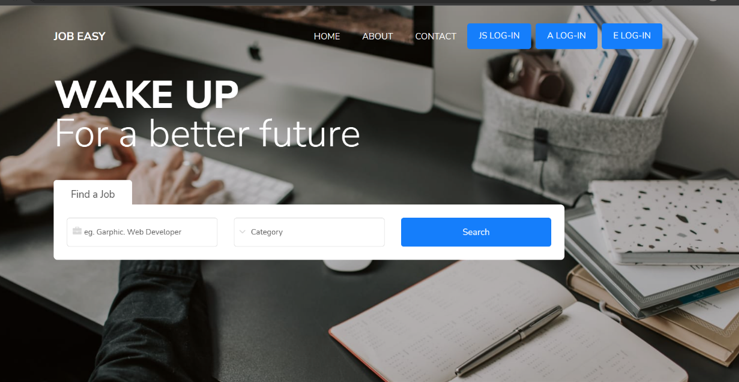 JOB EASY HOME ABOUT CONTACT JS LOG-IN A LOG-IN E LOG-IN
WAKE UP
For a better future
Find a Job
eg. Garphic. Web Developer Category Search